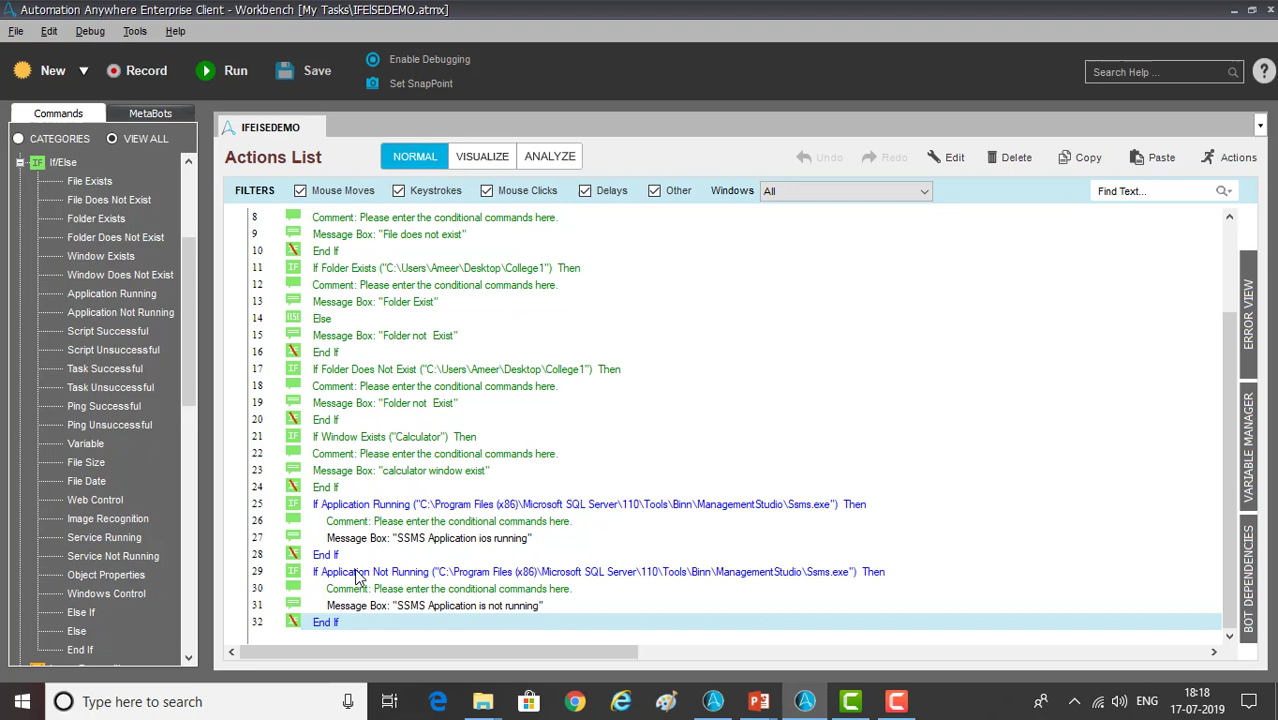 Automation Anywhere Enterprise Client - Workbench [My Tasks\IFElSEDEMO.atmx]
File Edit Debug Tools Help
New Record Run Save
Enable Debugging
Set SnapPoint
Search Help ...
Commands MetaBots
CATEGORIES VIEW ALL
If/Else
File Exists
File Does Not Exist
Folder Exists
Folder Does Not Exist
Window Exists
Window Does Not Exist
Application Running
Application Not Running
Script Successful
Script Unsuccessful
Task Successful
Task Unsuccessful
Ping Successful
Ping Unsuccessful
Variable
File Size
File Date
Web Control
Image Recognition
Service Running
Service Not Running
Object Properties
Windows Control
Else If
Else
End If
IFElSEDEMO
Actions List NORMAL VISUALIZE ANALYZE Undo Redo Edit Delete Copy Paste Actions
FILTERS Mouse Moves Keystrokes Mouse Clicks Delays Other Windows All Find Text...
8 Comment: Please enter the conditional commands here.
9 Message Box: "File does not exist"
10 End If
11 If Folder Exists ("C:\Users\Ameer\Desktop\College1") Then
12 Comment: Please enter the conditional commands here.
13 Message Box: "Folder Exist"
14 Else
15 Message Box: "Folder not  Exist"
16 End If
17 If Folder Does Not Exist ("C:\Users\Ameer\Desktop\College1") Then
18 Comment: Please enter the conditional commands here.
19 Message Box: "Folder not  Exist"
20 End If
21 If Window Exists ("Calculator") Then
22 Comment: Please enter the conditional commands here.
23 Message Box: "calculator window exist"
24 End If
25 If Application Running ("C:\Program Files (x86)\Microsoft SQL Server\110\Tools\Binn\ManagementStudio\Ssms.exe") Then
26 Comment: Please enter the conditional commands here.
27 Message Box: "SSMS Application ios running"
28 End If
29 If Application Not Running ("C:\Program Files (x86)\Microsoft SQL Server\110\Tools\Binn\ManagementStudio\Ssms.exe") Then
30 Comment: Please enter the conditional commands here.
31 Message Box: "SSMS Application is not running"
32 End If
ERROR VIEW
VARIABLE MANAGER
BOT DEPENDENCIES
Type here to search
ENG
18:18
17-07-2019